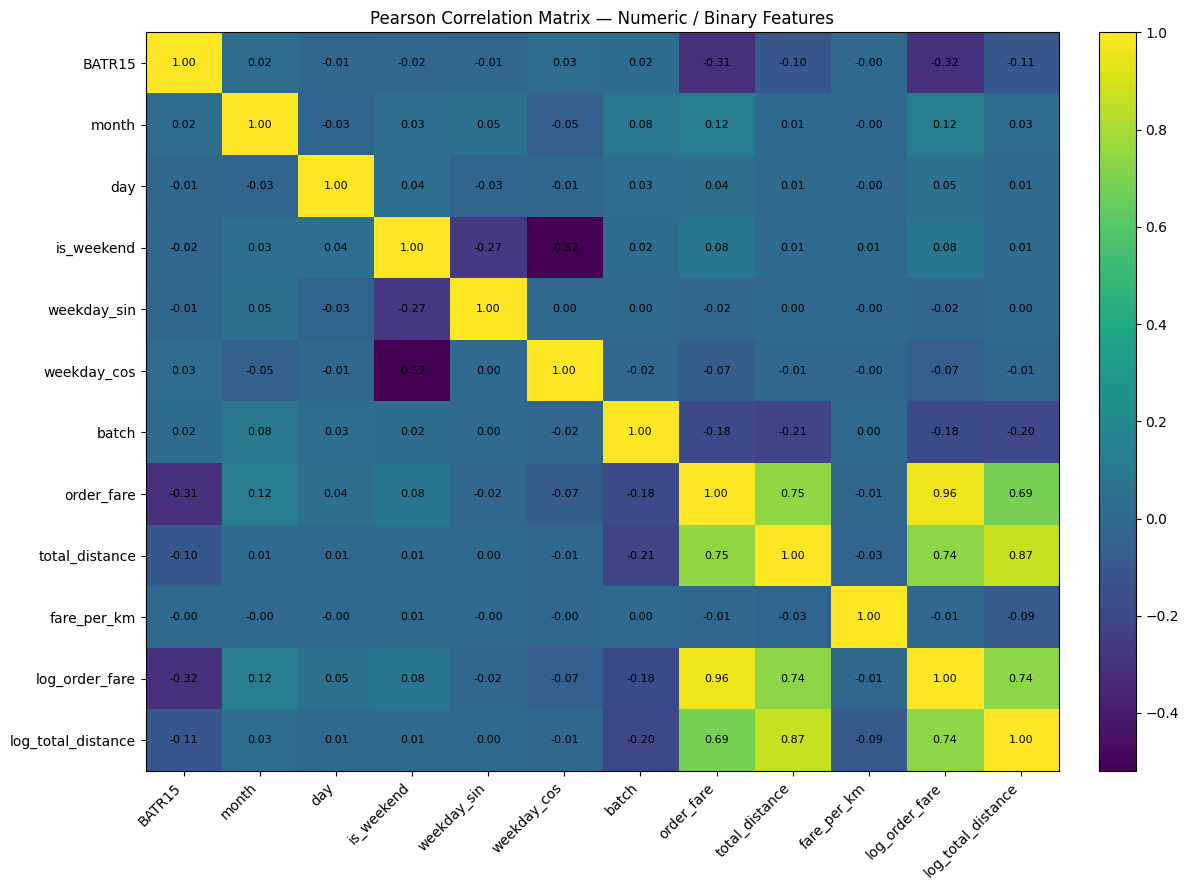 Pearson Correlation Matrix — Numeric / Binary Features
BATR15 1.00 0.02 -0.01 -0.02 -0.01 0.03 0.02 -0.31 -0.10 -0.00 -0.32 -0.11
month 0.02 1.00 -0.03 0.03 0.05 -0.05 0.08 0.12 0.01 -0.00 0.12 0.03
day -0.01 -0.03 1.00 0.04 -0.03 -0.01 0.03 0.04 0.01 -0.00 0.05 0.01
is_weekend -0.02 0.03 0.04 1.00 -0.27 -0.52 0.02 0.08 0.01 0.01 0.08 0.01
weekday_sin -0.01 0.05 -0.03 -0.27 1.00 0.00 0.00 -0.02 0.00 -0.00 -0.02 0.00
weekday_cos 0.03 -0.05 -0.01 -0.52 0.00 1.00 -0.02 -0.07 -0.01 -0.00 -0.07 -0.01
batch 0.02 0.08 0.03 0.02 0.00 -0.02 1.00 -0.18 -0.21 0.00 -0.18 -0.20
order_fare -0.31 0.12 0.04 0.08 -0.02 -0.07 -0.18 1.00 0.75 -0.01 0.96 0.69
total_distance -0.10 0.01 0.01 0.01 0.00 -0.01 -0.21 0.75 1.00 -0.03 0.74 0.87
fare_per_km -0.00 -0.00 -0.00 0.01 -0.00 -0.00 0.00 -0.01 -0.03 1.00 -0.01 -0.09
log_order_fare -0.32 0.12 0.05 0.08 -0.02 -0.07 -0.18 0.96 0.74 -0.01 1.00 0.74
log_total_distance -0.11 0.03 0.01 0.01 0.00 -0.01 -0.20 0.69 0.87 -0.09 0.74 1.00
BATR15
month
day
is_weekend
weekday_sin
weekday_cos
batch
order_fare
total_distance
fare_per_km
log_order_fare
log_total_distance
1.0
0.8
0.6
0.4
0.2
0.0
−0.2
−0.4